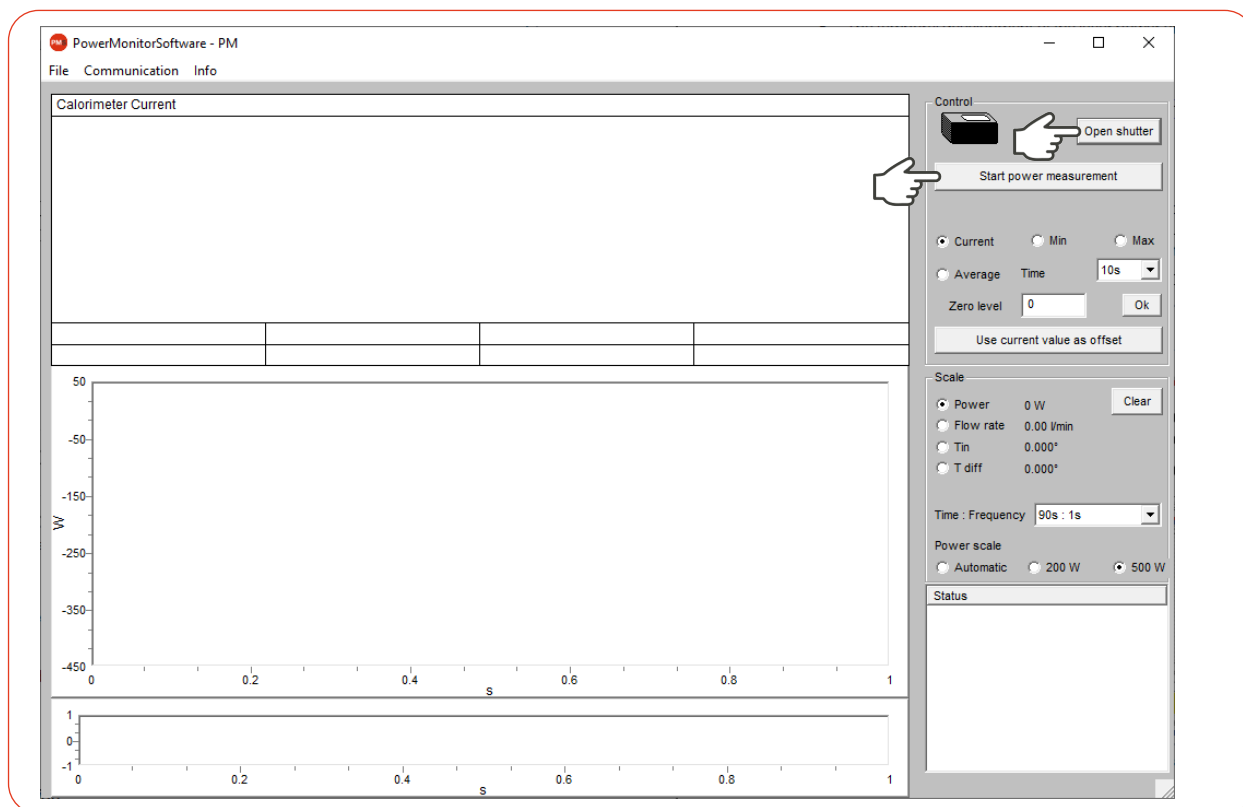 PM PowerMonitorSoftware - PM
File Communication Info
Calorimeter Current
50
-50
-150
-250
-350
-450
W
0 0.2 0.4 0.6 0.8 1
s
1
0
-1
0 0.2 0.4 0.6 0.8 1
s
Control
Open shutter
Start power measurement
Current Min Max
Average Time 10s
Zero level 0 Ok
Use current value as offset
Scale
Power 0 W Clear
Flow rate 0.00 l/min
Tin 0.000°
T diff 0.000°
Time : Frequency 90s : 1s
Power scale
Automatic 200 W 500 W
Status